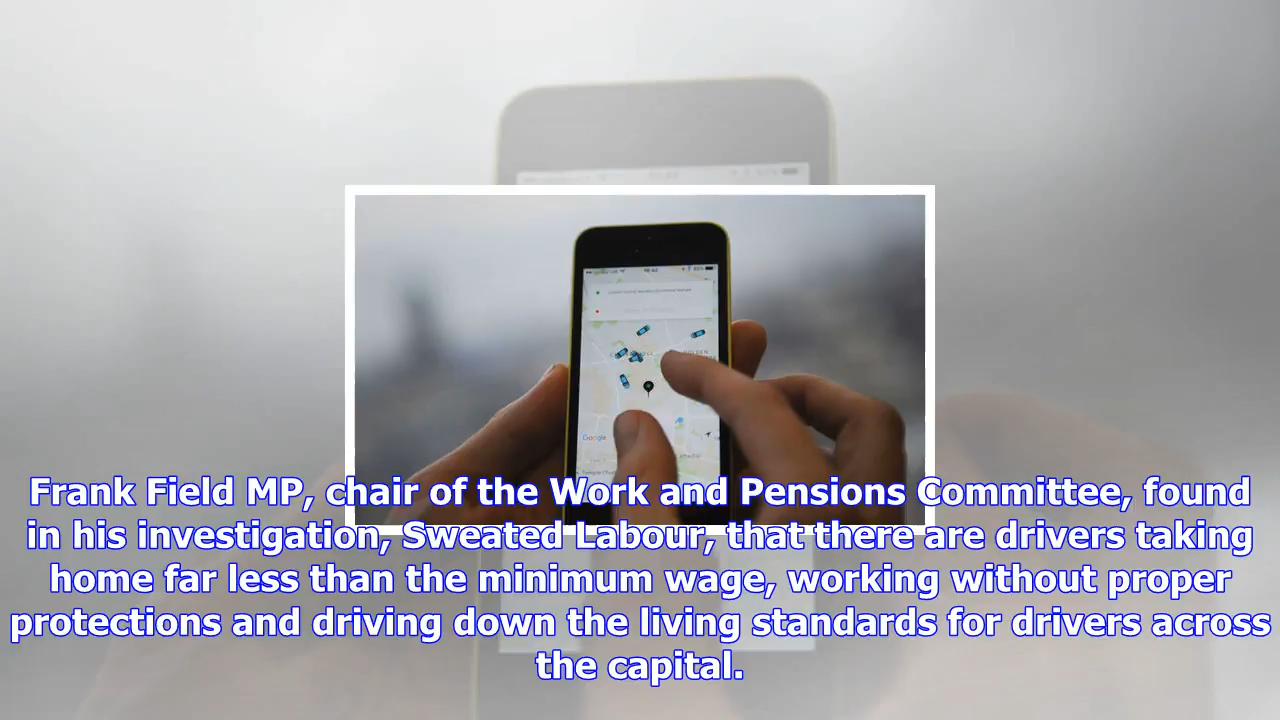 Google
Frank Field MP, chair of the Work and Pensions Committee, found
in his investigation, Sweated Labour, that there are drivers taking
home far less than the minimum wage, working without proper
protections and driving down the living standards for drivers across
the capital.